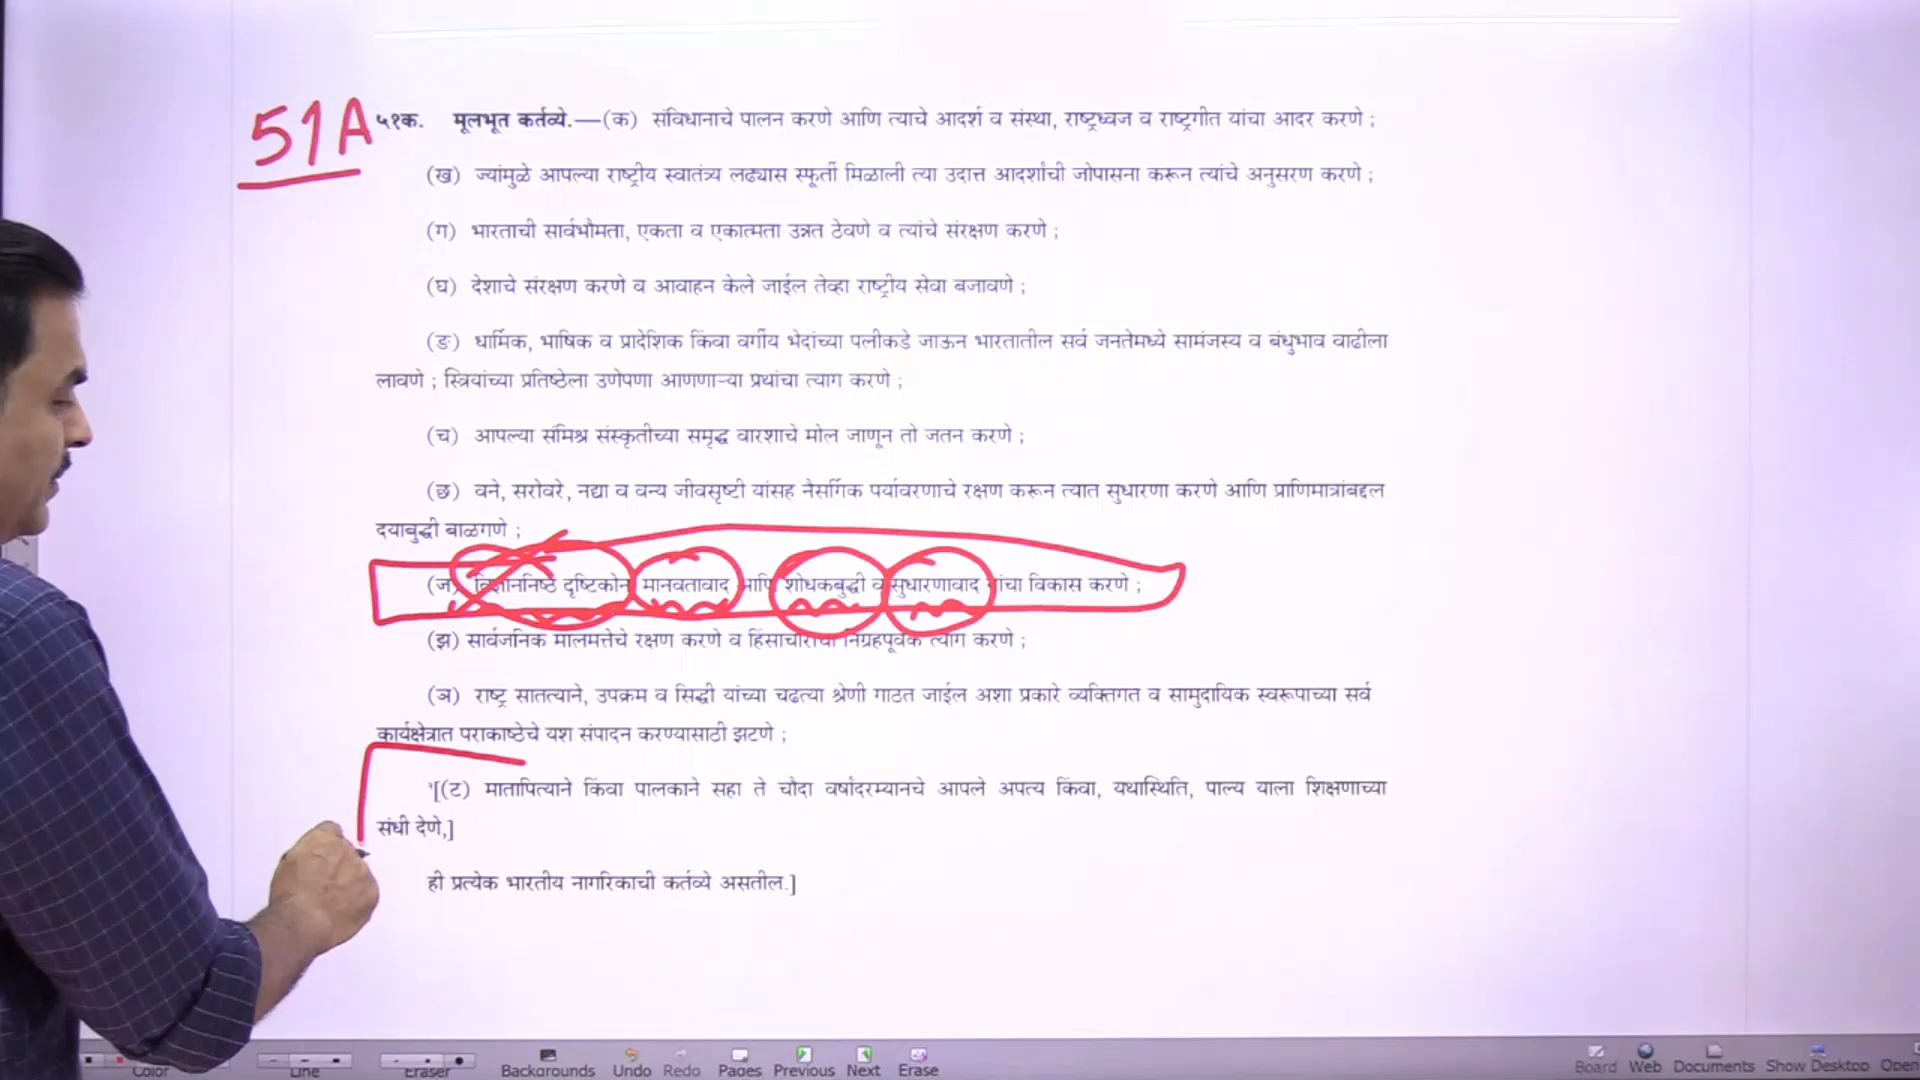 51A
५१क. मूलभूत कर्तव्ये.—(क) संविधानाचे पालन करणे आणि त्याचे आदर्श व संस्था, राष्ट्रध्वज व राष्ट्रगीत यांचा आदर करणे ;
(ख) ज्यांमुळे आपल्या राष्ट्रीय स्वातंत्र्य लढ्यास स्फूर्ती मिळाली त्या उदात्त आदर्शांची जोपासना करून त्यांचे अनुसरण करणे ;
(ग) भारताची सार्वभौमता, एकता व एकात्मता उन्नत ठेवणे व त्यांचे संरक्षण करणे ;
(घ) देशाचे संरक्षण करणे व आवाहन केले जाईल तेव्हा राष्ट्रीय सेवा बजावणे ;
(ङ) धार्मिक, भाषिक व प्रादेशिक किंवा वर्गीय भेदांच्या पलीकडे जाऊन भारतातील सर्व जनतेमध्ये सामंजस्य व बंधुभाव वाढीला
लावणे ; स्त्रियांच्या प्रतिष्ठेला उणेपणा आणणाऱ्या प्रथांचा त्याग करणे ;
(च) आपल्या संमिश्र संस्कृतीच्या समृद्ध वारशाचे मोल जाणून तो जतन करणे ;
(छ) वने, सरोवरे, नद्या व वन्य जीवसृष्टी यांसह नैसर्गिक पर्यावरणाचे रक्षण करून त्यात सुधारणा करणे आणि प्राणिमात्रांबद्दल
दयाबुद्धी बाळगणे ;
(ज) विज्ञाननिष्ठ दृष्टिकोन मानवतावाद आणि शोधकबुद्धी व सुधारणावाद यांचा विकास करणे ;
(झ) सार्वजनिक मालमत्तेचे रक्षण करणे व हिंसाचाराचा निग्रहपूर्वक त्याग करणे ;
(ञ) राष्ट्र सातत्याने, उपक्रम व सिद्धी यांच्या चढत्या श्रेणी गाठत जाईल अशा प्रकारे व्यक्तिगत व सामुदायिक स्वरूपाच्या सर्व
कार्यक्षेत्रात पराकाष्ठेचे यश संपादन करण्यासाठी झटणे ;
'[(ट) मातापित्याने किंवा पालकाने सहा ते चौदा वर्षांदरम्यानचे आपले अपत्य किंवा, यथास्थिति, पाल्य याला शिक्षणाच्या
संधी देणे,]
ही प्रत्येक भारतीय नागरिकाची कर्तव्ये असतील.]
Color Line Eraser Backgrounds Undo Redo Pages Previous Next Erase Board Web Documents Show Desktop Open